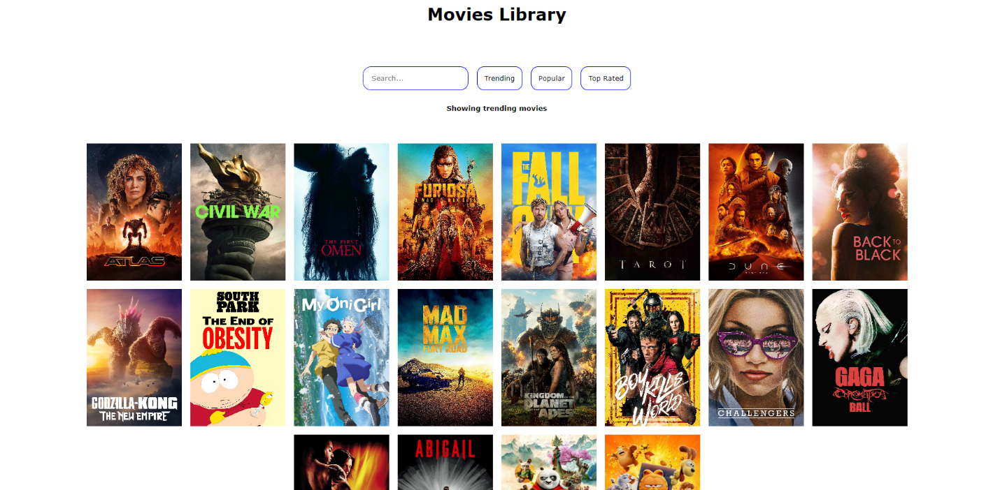 Movies Library
Search...
Trending
Popular
Top Rated
Showing trending movies
ATLAS
CIVIL WAR
THE FIRST
OMEN
FURIOSA
THE
FALL
GUY
TAROT
DUNE
BACK TO
BLACK
GODZILLA x KONG
THE NEW EMPIRE
SOUTH
PARK
THE END OF
OBESITY
My Oni Girl
MAD
MAX
FURY ROAD
KINGDOM OF THE
PLANET
OF THE
APES
BOY KILLS
WORLD
CHALLENGERS
GAGA
CHROMATICA
BALL
ABIGAIL